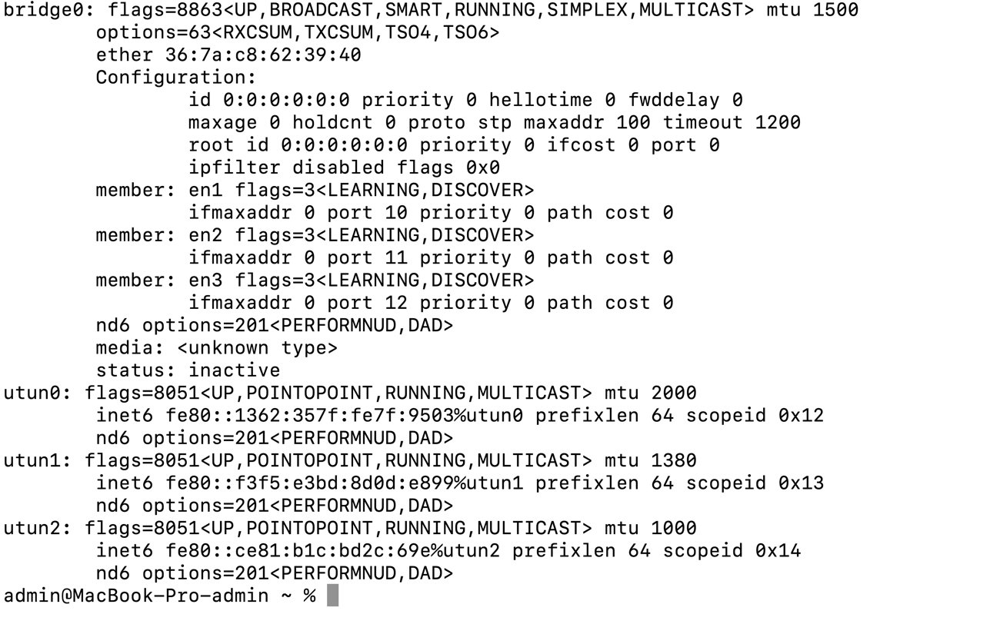 bridge0: flags=8863<UP,BROADCAST,SMART,RUNNING,SIMPLEX,MULTICAST> mtu 1500
options=63<RXCSUM,TXCSUM,TSO4,TSO6>
ether 36:7a:c8:62:39:40
Configuration:
id 0:0:0:0:0:0 priority 0 hellotime 0 fwddelay 0
maxage 0 holdcnt 0 proto stp maxaddr 100 timeout 1200
root id 0:0:0:0:0:0 priority 0 ifcost 0 port 0
ipfilter disabled flags 0x0
member: en1 flags=3<LEARNING,DISCOVER>
ifmaxaddr 0 port 10 priority 0 path cost 0
member: en2 flags=3<LEARNING,DISCOVER>
ifmaxaddr 0 port 11 priority 0 path cost 0
member: en3 flags=3<LEARNING,DISCOVER>
ifmaxaddr 0 port 12 priority 0 path cost 0
nd6 options=201<PERFORMNUD,DAD>
media: <unknown type>
status: inactive
utun0: flags=8051<UP,POINTOPOINT,RUNNING,MULTICAST> mtu 2000
inet6 fe80::1362:357f:fe7f:9503%utun0 prefixlen 64 scopeid 0x12
nd6 options=201<PERFORMNUD,DAD>
utun1: flags=8051<UP,POINTOPOINT,RUNNING,MULTICAST> mtu 1380
inet6 fe80::f3f5:e3bd:8d0d:e899%utun1 prefixlen 64 scopeid 0x13
nd6 options=201<PERFORMNUD,DAD>
utun2: flags=8051<UP,POINTOPOINT,RUNNING,MULTICAST> mtu 1000
inet6 fe80::ce81:b1c:bd2c:69e%utun2 prefixlen 64 scopeid 0x14
nd6 options=201<PERFORMNUD,DAD>
admin@MacBook-Pro-admin ~ %